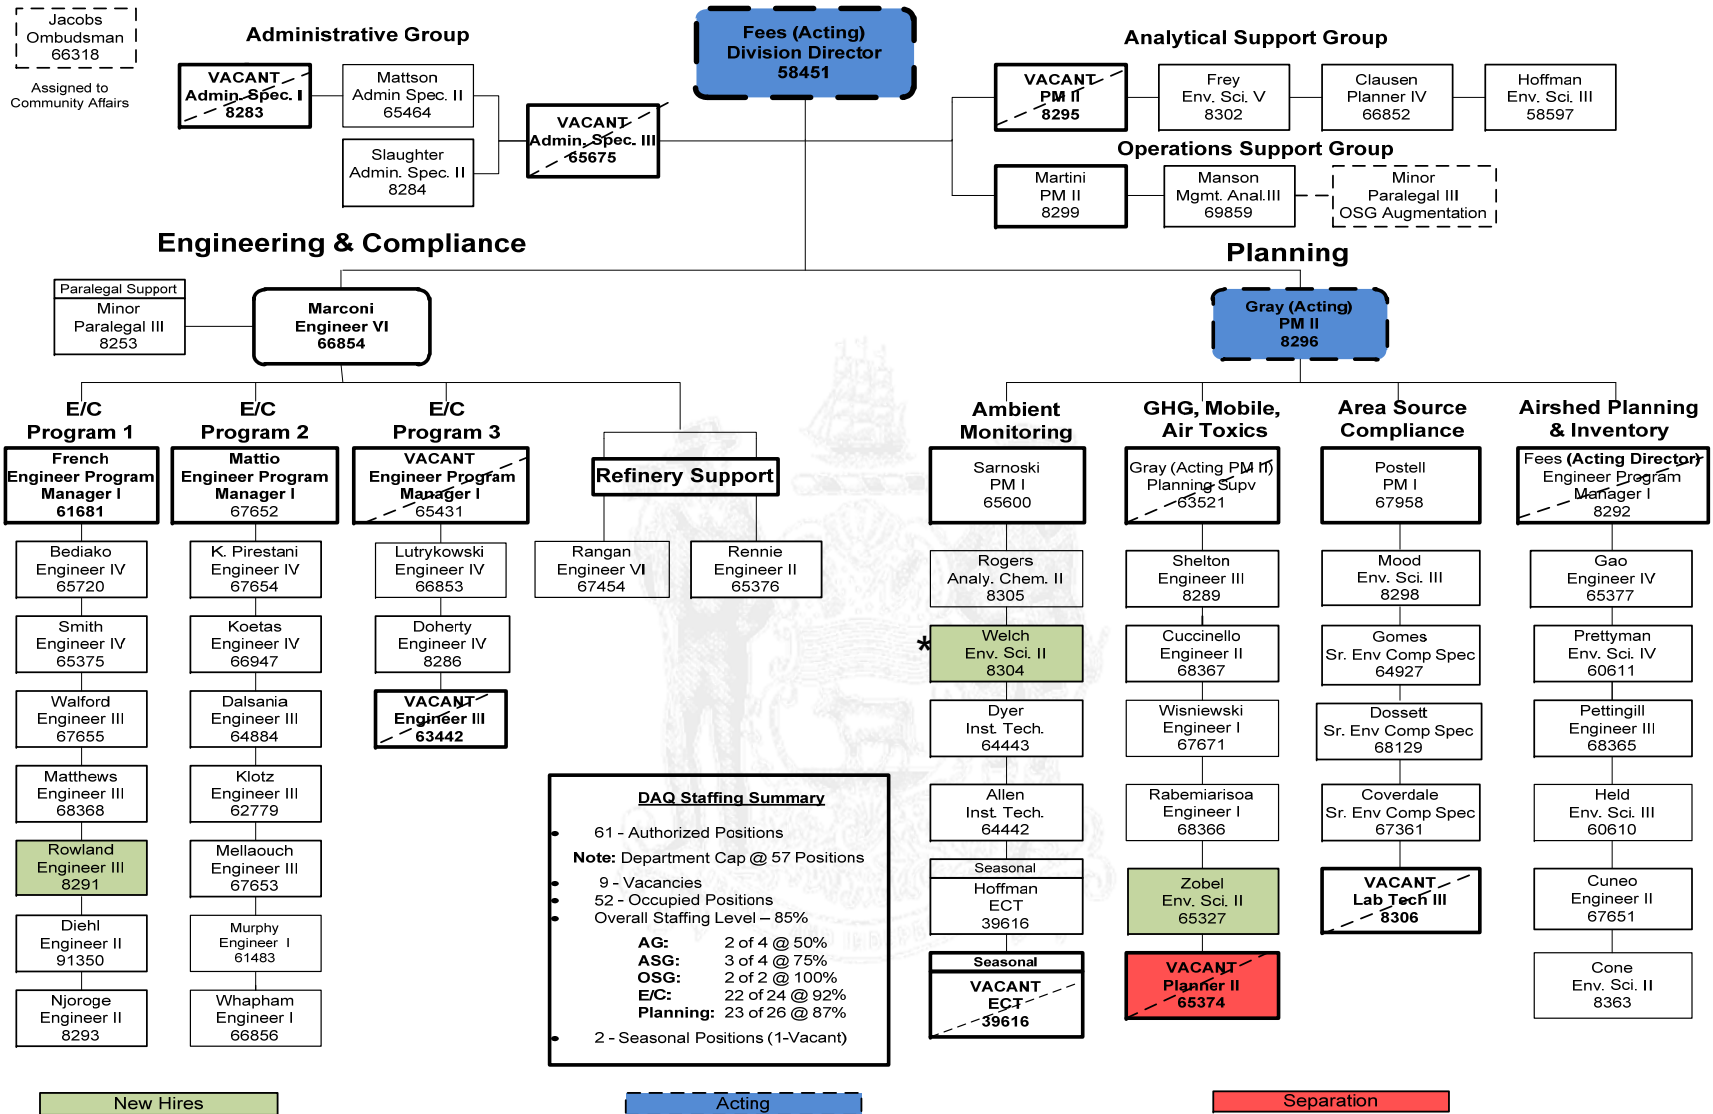 Jacobs
Ombudsman
66318
Assigned to
Community Affairs
Administrative Group
VACANT
Admin. Spec. I
8283
Mattson
Admin Spec. II
65464
Slaughter
Admin. Spec. II
8284
VACANT
Admin. Spec. III
65675
Fees (Acting)
Division Director
58451
Analytical Support Group
VACANT
PM II
8295
Frey
Env. Sci. V
8302
Clausen
Planner IV
66852
Hoffman
Env. Sci. III
58597
Operations Support Group
Martini
PM II
8299
Manson
Mgmt. Anal.III
69859
Minor
Paralegal III
OSG Augmentation
Engineering & Compliance
Planning
Paralegal Support
Minor
Paralegal III
8253
Marconi
Engineer VI
66854
Gray (Acting)
PM II
8296
E/C
Program 1
French
Engineer Program
Manager I
61681
Bediako
Engineer IV
65720
Smith
Engineer IV
65375
Walford
Engineer III
67655
Matthews
Engineer III
68368
Rowland
Engineer III
8291
Diehl
Engineer II
91350
Njoroge
Engineer II
8293
E/C
Program 2
Mattio
Engineer Program
Manager I
67652
K. Pirestani
Engineer IV
67654
Koetas
Engineer IV
66947
Dalsania
Engineer III
64884
Klotz
Engineer III
62779
Mellaouch
Engineer III
67653
Murphy
Engineer I
61483
Whapham
Engineer I
66856
E/C
Program 3
VACANT
Engineer Program
Manager I
65431
Lutrykowski
Engineer IV
66853
Doherty
Engineer IV
8286
VACANT
Engineer III
63442
Refinery Support
Rangan
Engineer VI
67454
Rennie
Engineer II
65376
DAQ Staffing Summary
• 61 - Authorized Positions
Note: Department Cap @ 57 Positions
• 9 - Vacancies
• 52 - Occupied Positions
• Overall Staffing Level – 85%
AG: 2 of 4 @ 50%
ASG: 3 of 4 @ 75%
OSG: 2 of 2 @ 100%
E/C: 22 of 24 @ 92%
Planning: 23 of 26 @ 87%
• 2 - Seasonal Positions (1-Vacant)
Ambient
Monitoring
Sarnoski
PM I
65600
Rogers
Analy. Chem. II
8305
*
Welch
Env. Sci. II
8304
Dyer
Inst. Tech.
64443
Allen
Inst. Tech.
64442
Seasonal
Hoffman
ECT
39616
Seasonal
VACANT
ECT
39616
GHG, Mobile,
Air Toxics
Gray (Acting PM II)
Planning Supv
63521
Shelton
Engineer III
8289
Cuccinello
Engineer II
68367
Wisniewski
Engineer I
67671
Rabemiarisoa
Engineer I
68366
Zobel
Env. Sci. II
65327
VACANT
Planner II
65374
Area Source
Compliance
Postell
PM I
67958
Mood
Env. Sci. III
8298
Gomes
Sr. Env Comp Spec
64927
Dossett
Sr. Env Comp Spec
68129
Coverdale
Sr. Env Comp Spec
67361
VACANT
Lab Tech III
8306
Airshed Planning
& Inventory
Fees (Acting Director)
Engineer Program
Manager I
8292
Gao
Engineer IV
65377
Prettyman
Env. Sci. IV
60611
Pettingill
Engineer III
68365
Held
Env. Sci. III
60610
Cuneo
Engineer II
67651
Cone
Env. Sci. II
8363
New Hires
Acting
Separation